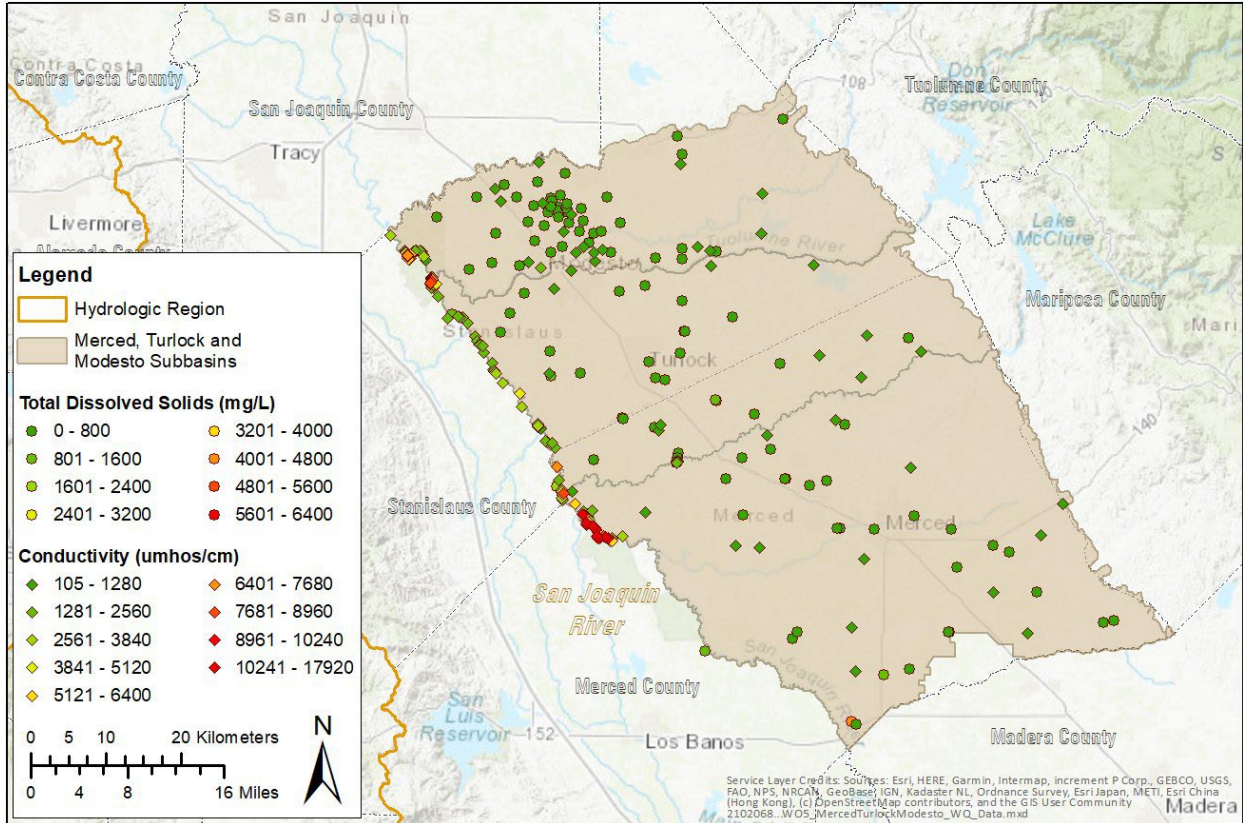 San Joaquin
Contra Costa
Contra Costa County
San Joaquin County
Tracy
Livermore
Alameda County
108
Tuolumne County
Don
Reservoir
120
Lake
McClure
Mariposa County
Mari
140
Tuolumne River
Modesto
Stanislaus
Turlock
Stanislaus County
Merced
Merced
San Joaquin
River
San Joaquin R
Merced County
San
Luis
Reservoir
152
Los Banos
Madera County
Madera
Legend
Hydrologic Region
Merced, Turlock and
Modesto Subbasins
Total Dissolved Solids (mg/L)
0 - 800
801 - 1600
1601 - 2400
2401 - 3200
3201 - 4000
4001 - 4800
4801 - 5600
5601 - 6400
Conductivity (umhos/cm)
105 - 1280
1281 - 2560
2561 - 3840
3841 - 5120
5121 - 6400
6401 - 7680
7681 - 8960
8961 - 10240
10241 - 17920
0 5 10 20 Kilometers
0 4 8 16 Miles
N
Service Layer Credits: Sources: Esri, HERE, Garmin, Intermap, increment P Corp., GEBCO, USGS,
FAO, NPS, NRCAN, GeoBase, IGN, Kadaster NL, Ordnance Survey, Esri Japan, METI, Esri China
(Hong Kong), (c) OpenStreetMap contributors, and the GIS User Community
2102068...WO5_MercedTurlockModesto_WQ_Data.mxd